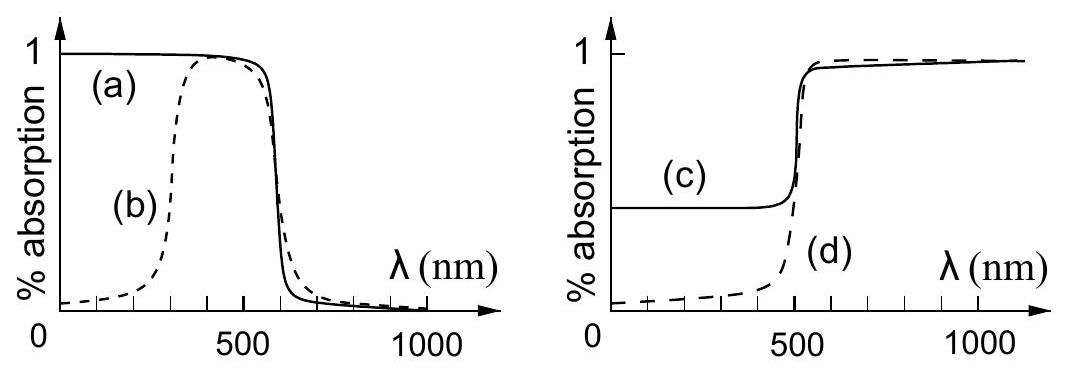 1
(a)
% absorption
(b)
λ (nm)
0
500
1000
1
% absorption
(c)
(d)
λ (nm)
0
500
1000